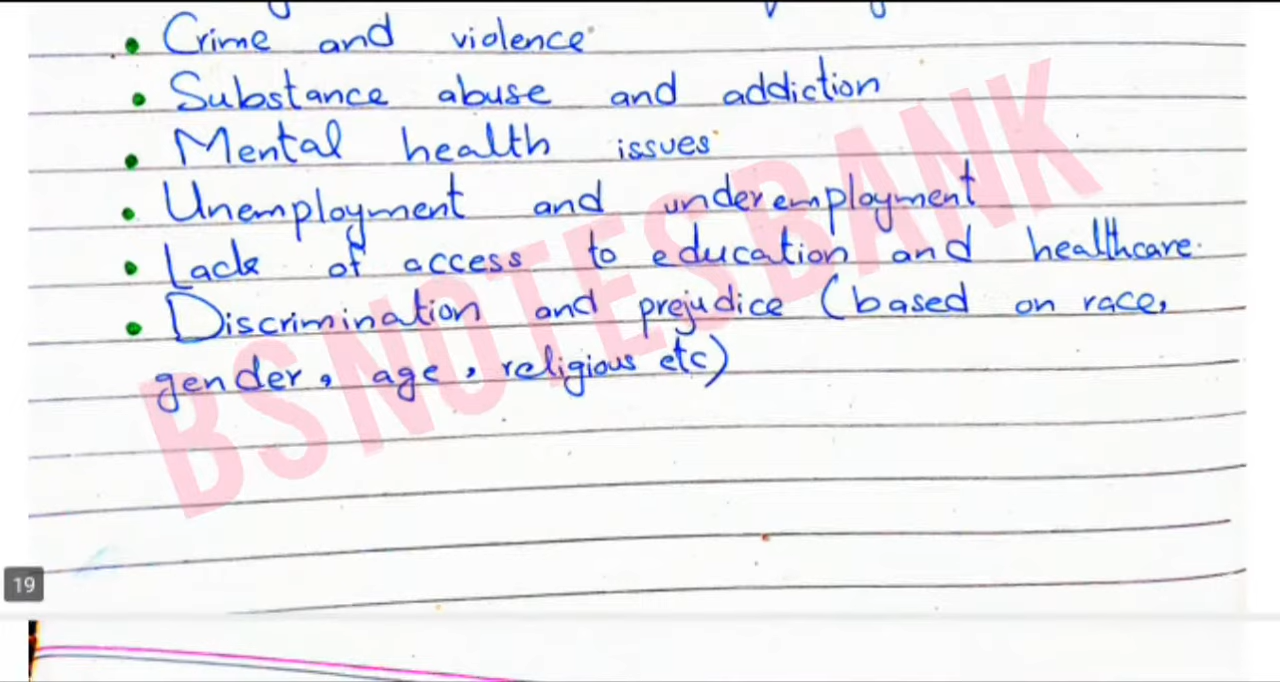 • Crime and violence
• Substance abuse and addiction
• Mental health issues
• Unemployment and underemployment
• Lack of access to education and healthcare.
• Discrimination and prejudice (based on race,
gender, age, religious etc)
BSNOTESBANK
19